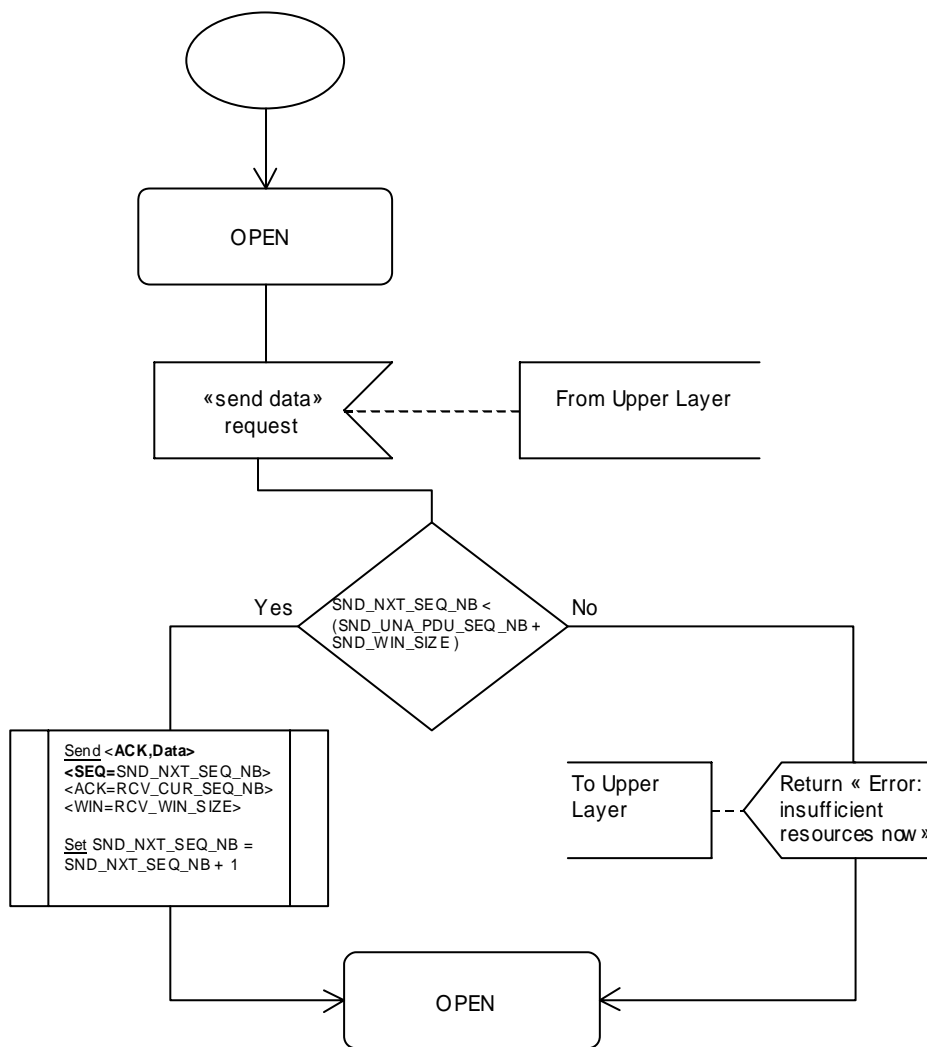 OPEN
«send data»
request
From Upper Layer
Yes
SND_NXT_SEQ_NB <
(SND_UNA_PDU_SEQ_NB +
SND_WIN_SIZE )
No
Send <ACK,Data>
<SEQ=SND_NXT_SEQ_NB>
<ACK=RCV_CUR_SEQ_NB>
<WIN=RCV_WIN_SIZE>
Set SND_NXT_SEQ_NB =
SND_NXT_SEQ_NB + 1
To Upper
Layer
Return « Error:
insufficient
resources now»
OPEN